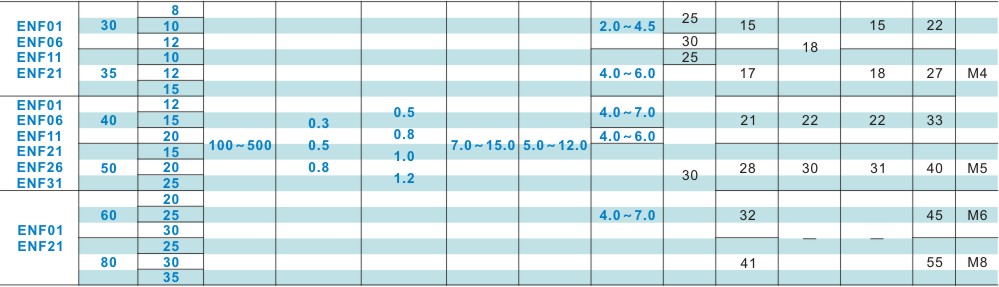 8
ENF01 30 10 2.0~4.5 25 15 15 22
ENF06 12 30 18
ENF11 10 25
ENF21 35 12 4.0~6.0 17 18 27 M4
15
ENF01 12 0.5 4.0~7.0
ENF06 40 15 0.3 21 22 22 33
ENF11 20 0.8 4.0~6.0
ENF21 15 100~500 0.5 1.0 7.0~15.0 5.0~12.0
ENF26 50 20 0.8 28 30 31 40 M5
ENF31 25 1.2 30
20
60 25 4.0~7.0 32 45 M6
ENF01 30 — —
ENF21 25
80 30 41 55 M8
35